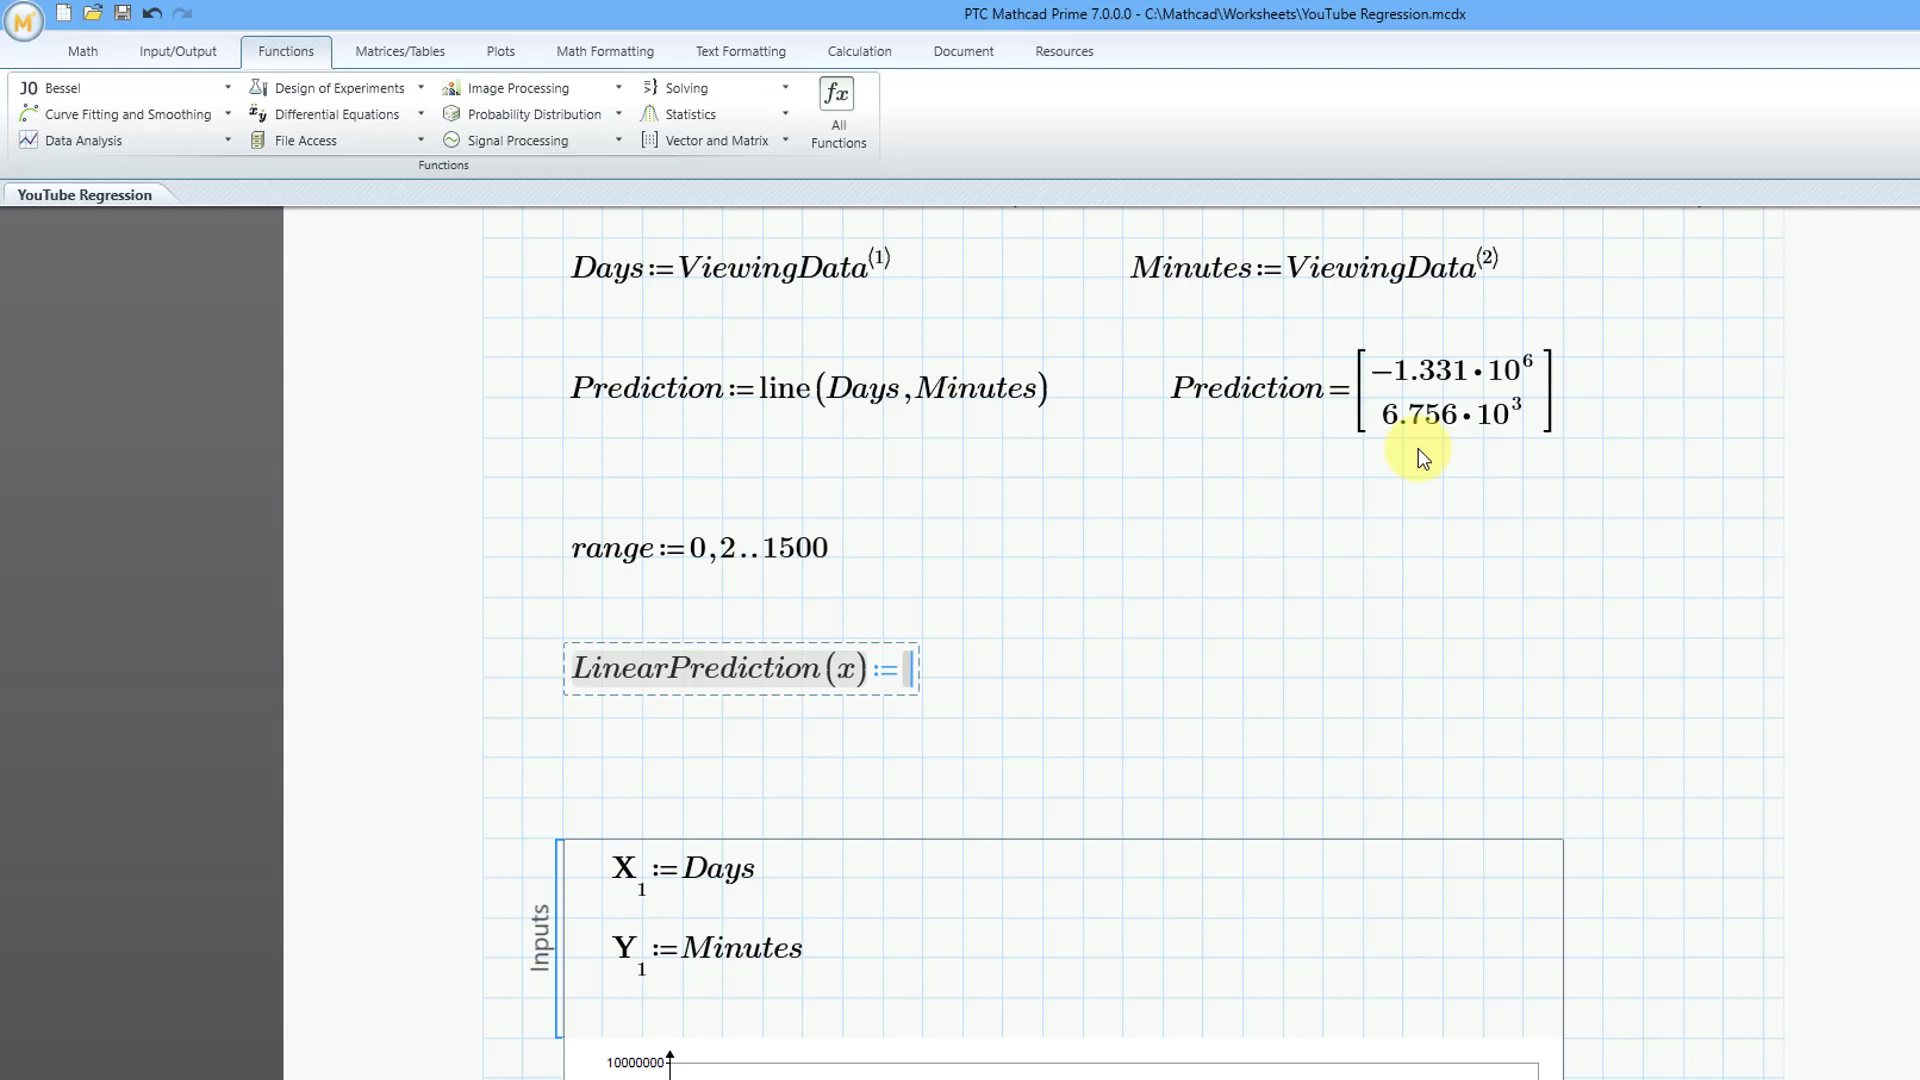 PTC Mathcad Prime 7.0.0.0 - C:\Mathcad\Worksheets\YouTube Regression.mcdx
Math Input/Output Functions Matrices/Tables Plots Math Formatting Text Formatting Calculation Document Resources
J0 Bessel Design of Experiments Image Processing Solving
Curve Fitting and Smoothing Differential Equations Probability Distribution Statistics
Data Analysis File Access Signal Processing Vector and Matrix
fx
All
Functions
Functions
YouTube Regression
Days:=ViewingData⟨1⟩ Minutes:=ViewingData⟨2⟩
Prediction:=line(Days,Minutes) Prediction=[−1.331•10⁶
6.756•10³]
range:=0,2..1500
LinearPrediction(x):=
Inputs
X₁:=Days
Y₁:=Minutes
10000000